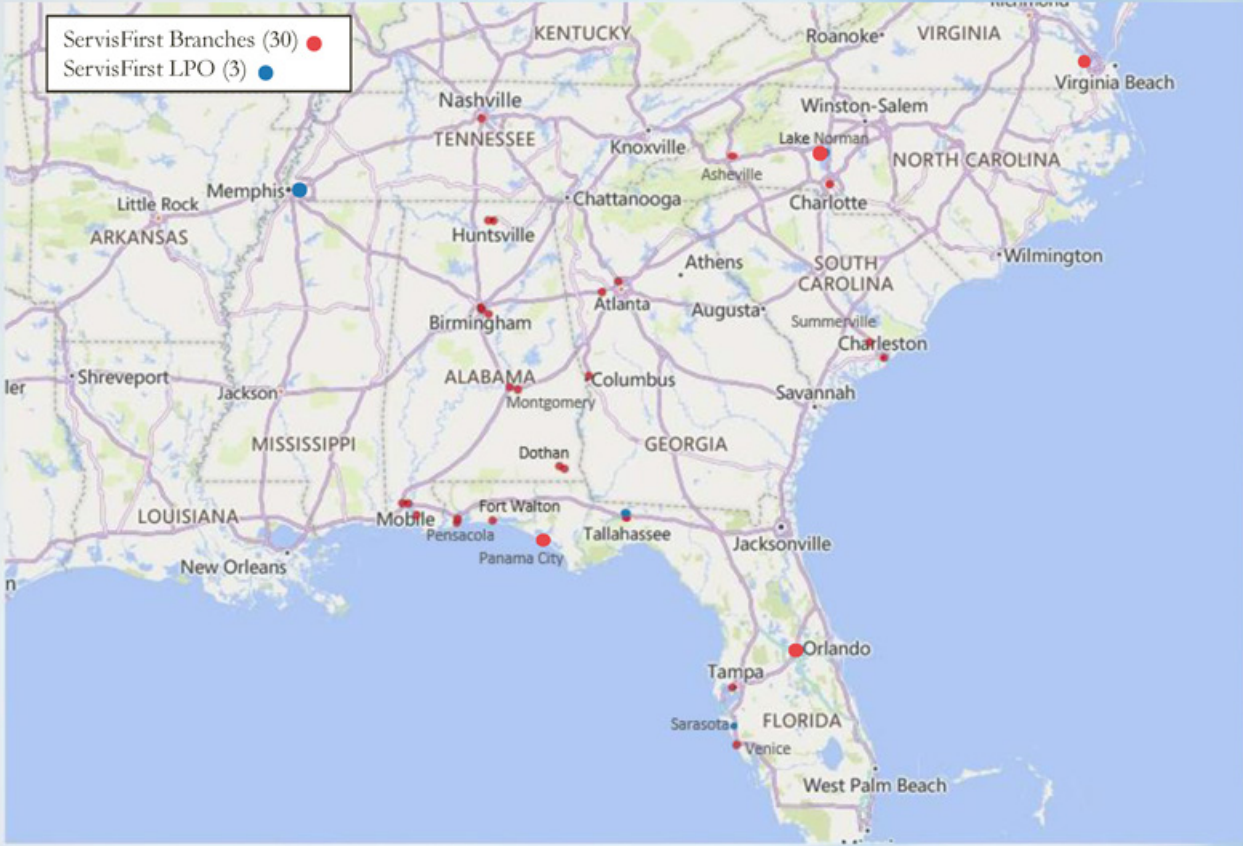 ServisFirst Branches (30)
ServisFirst LPO (3)
Richmond
KENTUCKY
Roanoke
VIRGINIA
Virginia Beach
Nashville
Winston-Salem
TENNESSEE
Knoxville
Lake Norman
NORTH CAROLINA
Asheville
Memphis
Little Rock
Chattanooga
Charlotte
ARKANSAS
Huntsville
Wilmington
Athens
SOUTH
CAROLINA
Atlanta
Augusta
Birmingham
Summerville
Charleston
Shreveport
ler
ALABAMA
Columbus
Jackson
Montgomery
Savannah
MISSISSIPPI
GEORGIA
Dothan
LOUISIANA
Mobile
Fort Walton
Pensacola
Tallahassee
Jacksonville
Panama City
New Orleans
n
Orlando
Tampa
Sarasota
FLORIDA
Venice
West Palm Beach